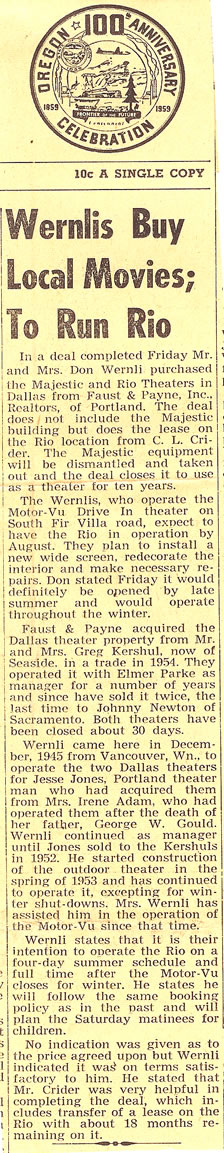 OREGON ★ 100th ANNIVERSARY
1859 1959
FRONTIER OF THE FUTURE
CELEBRATION
10c A SINGLE COPY
Wernlis Buy
Local Movies;
To Run Rio
In a deal completed Friday Mr.
and Mrs. Don Wernli purchased
the Majestic and Rio Theaters in
Dallas from Faust & Payne, Inc.,
Realtors, of Portland. The deal
does not include the Majestic
building but does the lease on
the Rio location from C. L. Cri-
der. The Majestic equipment
will be dismantled and taken
out and the deal closes it to use
as a theater for ten years.
The Wernlis, who operate the
Motor-Vu Drive In theater on
South Fir Villa road, expect to
have the Rio in operation by
August. They plan to install a
new wide screen, redecorate the
interior and make necessary re-
pairs. Don stated Friday it would
definitely be opened by late
summer and would operate
throughout the winter.
Faust & Payne acquired the
Dallas theater property from Mr.
and Mrs. Greg Kershul, now of
Seaside, in a trade in 1954. They
operated it with Elmer Parke as
manager for a number of years
and since have sold it twice, the
last time to Johnny Newton of
Sacramento. Both theaters have
been closed about 30 days.
Wernli came here in Decem-
ber, 1945 from Vancouver, Wn., to
operate the two Dallas theaters
for Jesse Jones, Portland theater
man who had acquired them
from Mrs. Irene Adam, who had
operated them after the death of
her father, George W. Gould.
Wernli continued as manager
until Jones sold to the Kershuls
in 1952. He started construction
of the outdoor theater in the
spring of 1953 and has continued
to operate it, excepting for win-
ter shut-downs. Mrs. Wernli has
assisted him in the operation of
the Motor-Vu since that time.
Wernli states that it is their
intention to operate the Rio on a
four-day summer schedule and
full time after the Motor-Vu
closes for winter. He states he
will follow the same booking
policy as in the past and will
plan the Saturday matinees for
children.
No indication was given as to
the price agreed upon but Wernli
indicated it was on terms satis-
factory to him. He stated that
Mr. Crider was very helpful in
completing the deal, which in-
cludes transfer of a lease on the
Rio with about 18 months re-
maining on it.